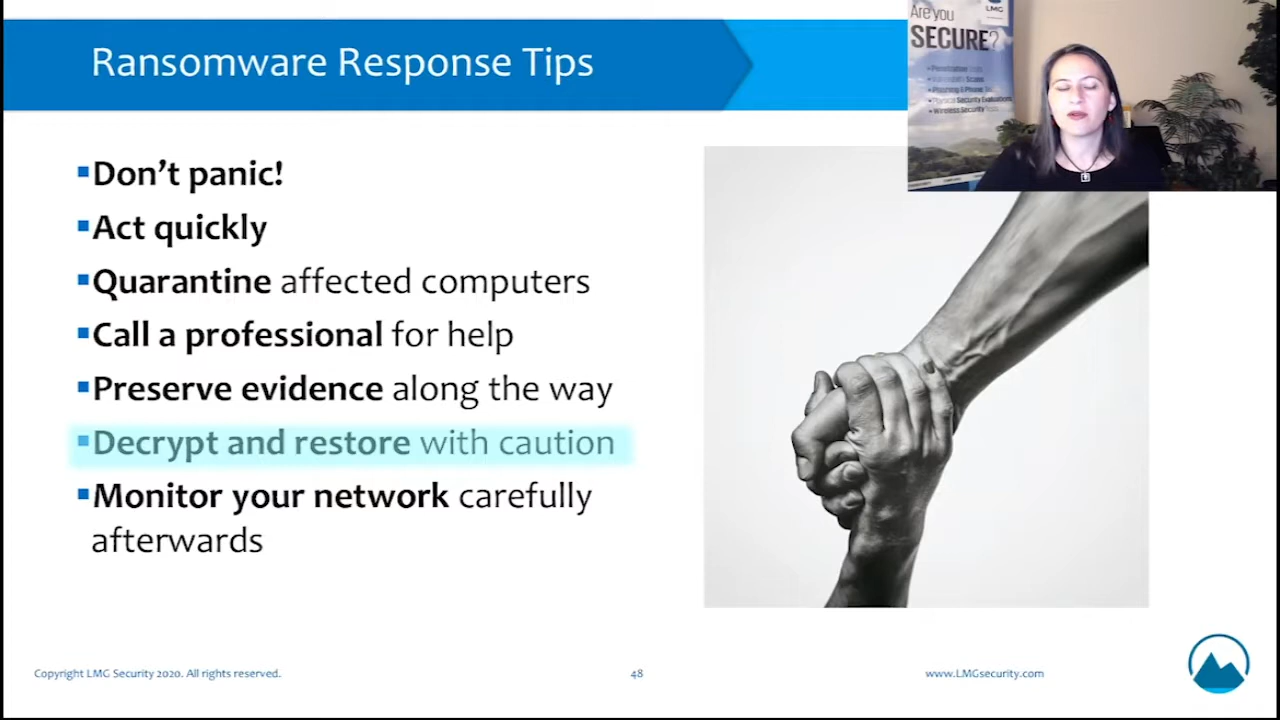 Ransomware Response Tips
Are you
LMG
SECURE?
Don't panic!
Act quickly
Quarantine affected computers
Call a professional for help
Preserve evidence along the way
Decrypt and restore with caution
Monitor your network carefully
afterwards
Copyright LMG Security 2020. All rights reserved.
48
www.LMGsecurity.com